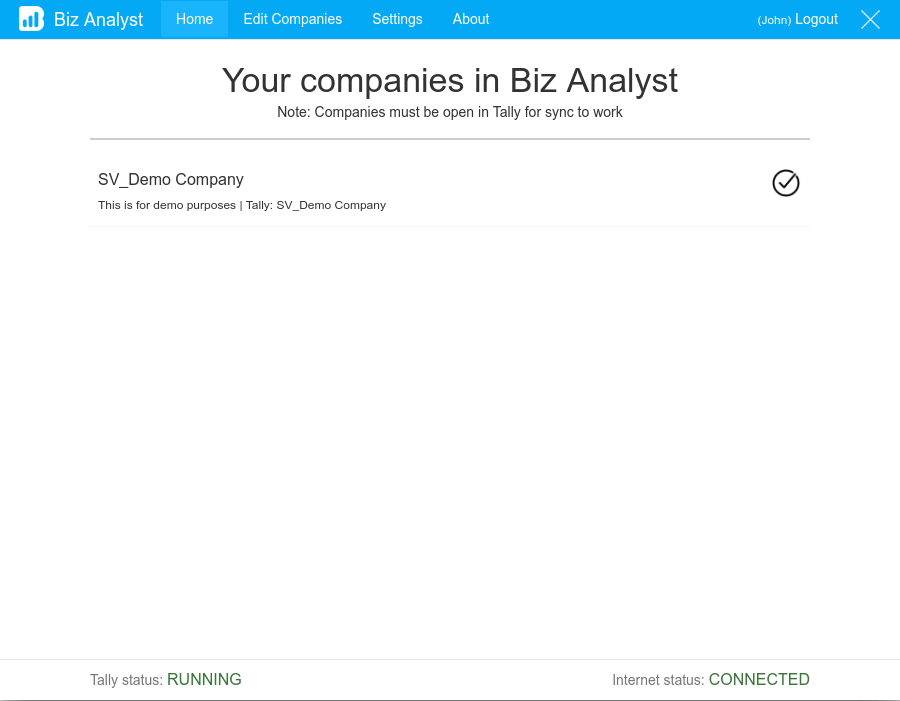 Biz Analyst Home Edit Companies Settings About (John) Logout
Your companies in Biz Analyst
Note: Companies must be open in Tally for sync to work
SV_Demo Company
This is for demo purposes | Tally: SV_Demo Company
Tally status: RUNNING Internet status: CONNECTED